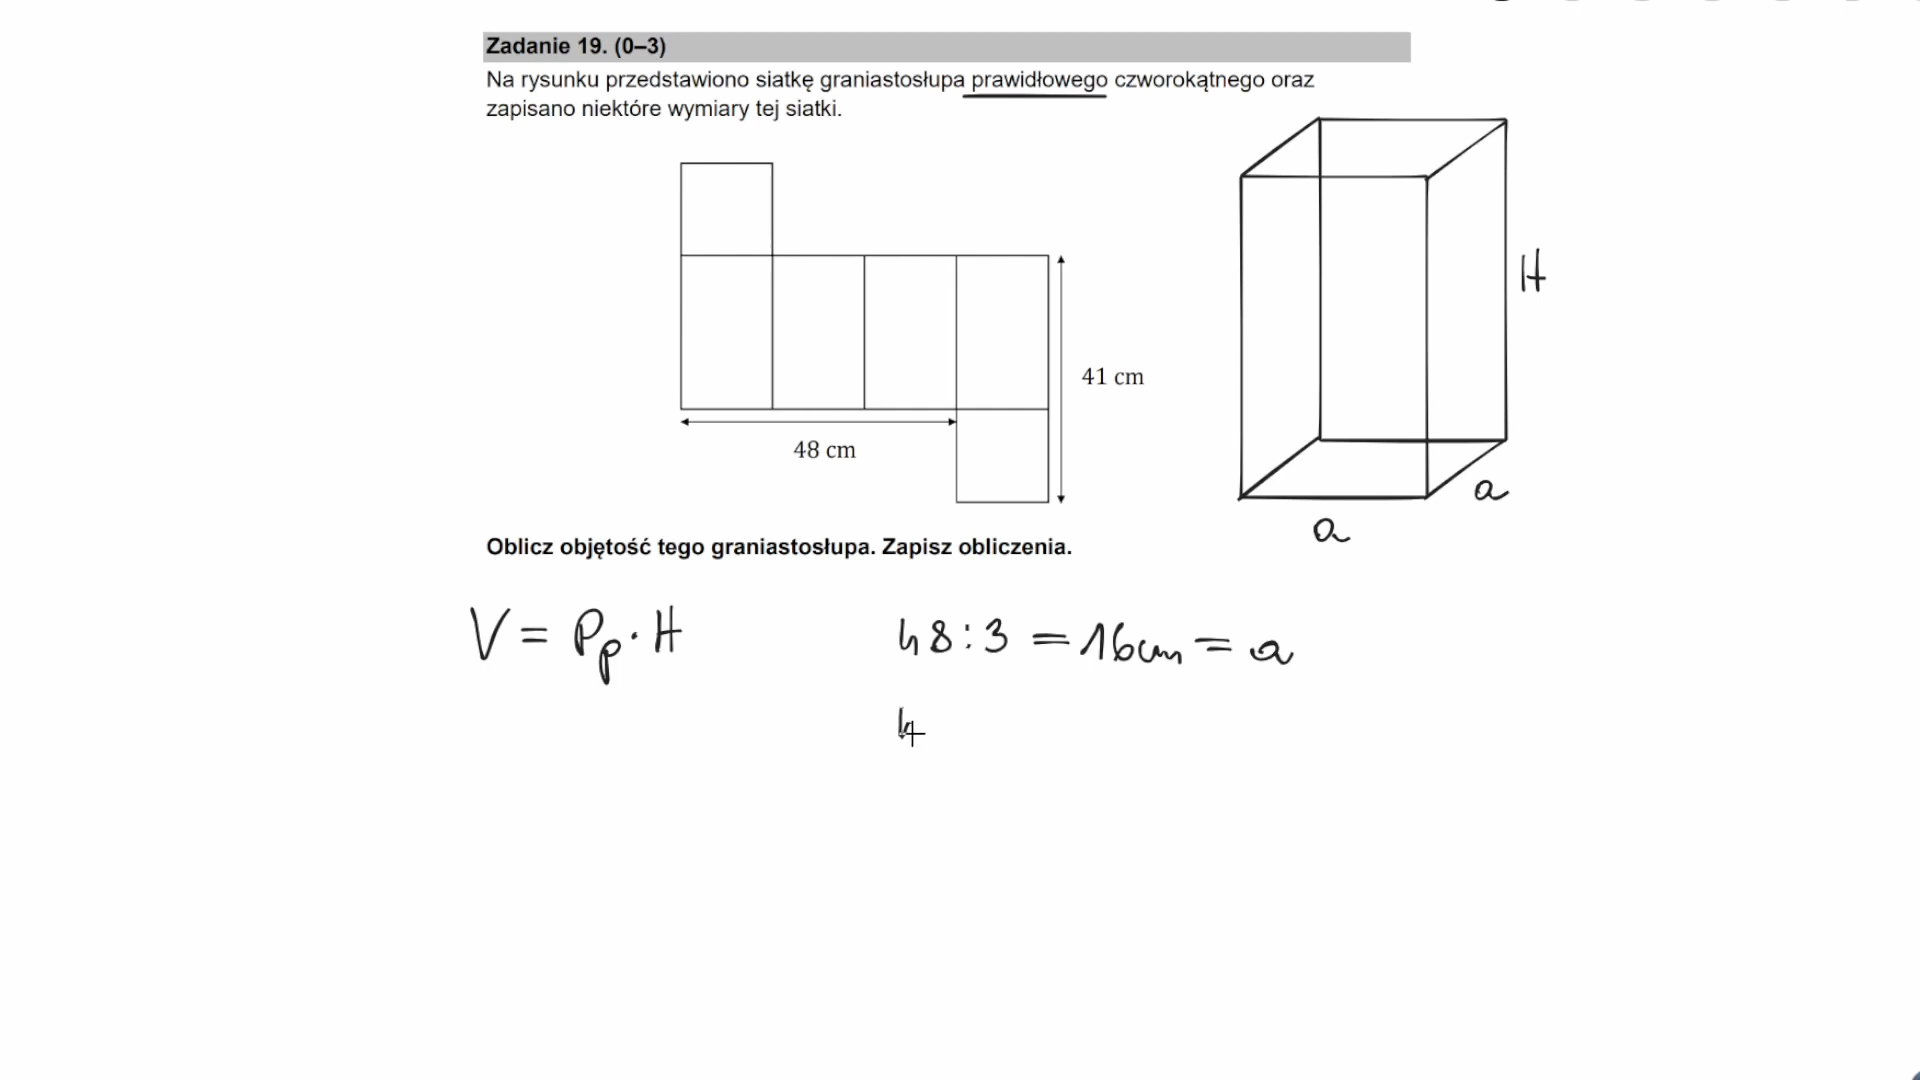 Zadanie 19. (0–3)
Na rysunku przedstawiono siatkę graniastosłupa prawidłowego czworokątnego oraz
zapisano niektóre wymiary tej siatki.
H
41 cm
48 cm
a
a
Oblicz objętość tego graniastosłupa. Zapisz obliczenia.
V = Pp · H
48 : 3 = 16cm = a
4